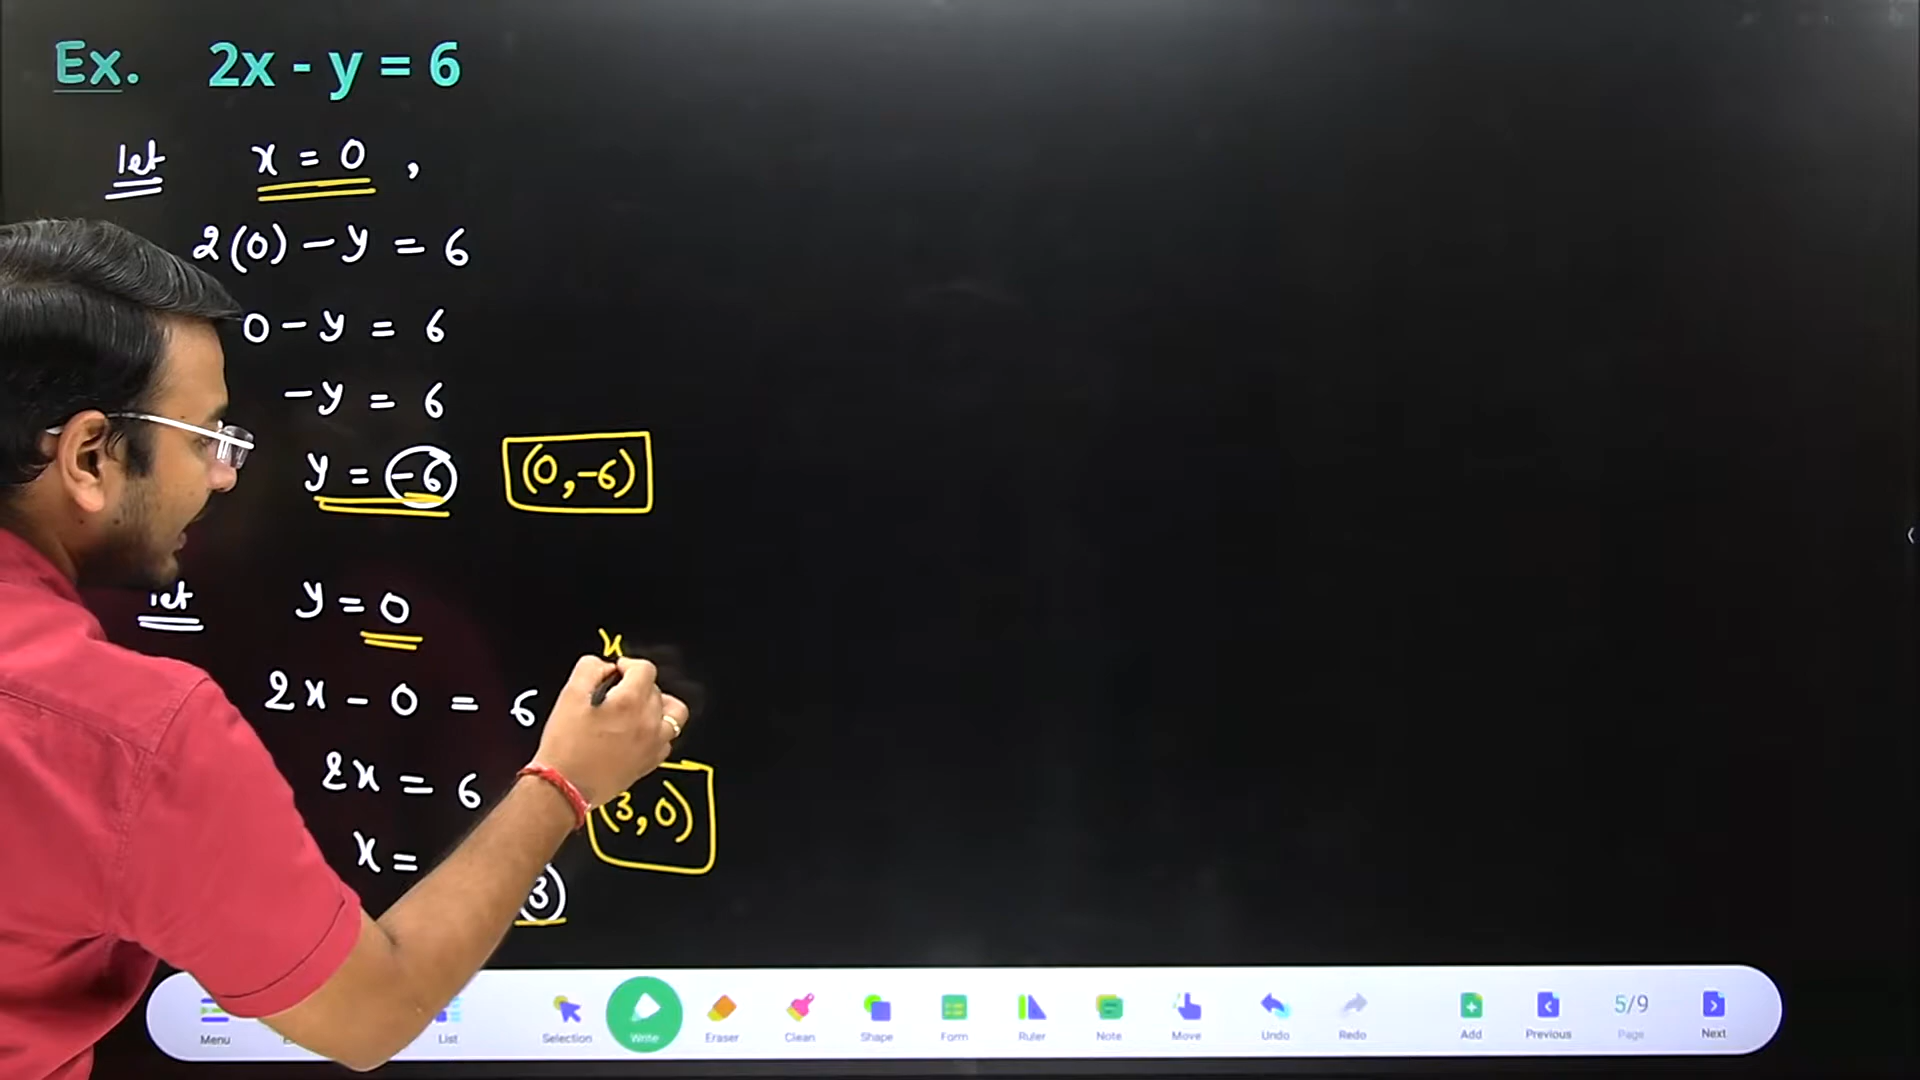 Ex. 2x - y = 6
let x = 0 ,
2(0) - y = 6
0 - y = 6
-y = 6
y = -6 (0,-6)
let y = 0
x
2x - 0 = 6
2x = 6
(3,0)
x =
3
Menu List Selection Write Eraser Clean Shape Form Ruler Note Move Undo Redo Add Previous 5/9 Page Next